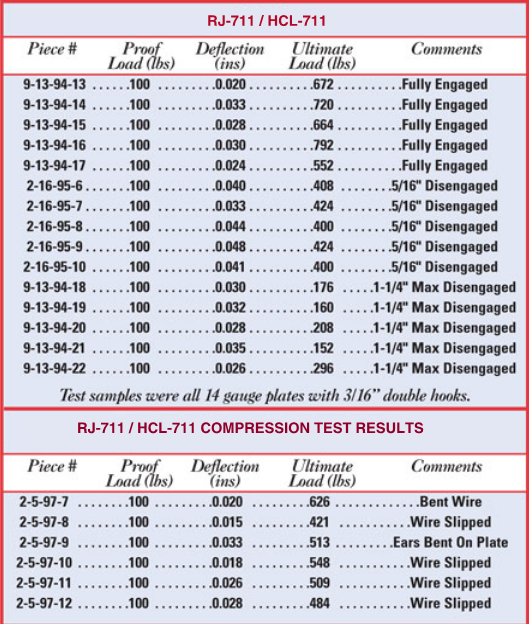 RJ-711 / HCL-711
Piece # Proof Load (lbs) Deflection (ins) Ultimate Load (lbs) Comments
9-13-94-13 ......100 .........0.020..........672..........Fully Engaged
9-13-94-14 ......100 .........0.033..........720..........Fully Engaged
9-13-94-15 ......100 .........0.028..........664..........Fully Engaged
9-13-94-16 ......100 .........0.030..........792..........Fully Engaged
9-13-94-17 ......100 .........0.024..........552..........Fully Engaged
2-16-95-6.......100 .........0.040..........408 ........5/16" Disengaged
2-16-95-7.......100 .........0.033..........424 ........5/16" Disengaged
2-16-95-8.......100 .........0.044..........400 ........5/16" Disengaged
2-16-95-9.......100 .........0.048..........424 ........5/16" Disengaged
2-16-95-10 ......100 .........0.041..........400 .......5/16" Disengaged
9-13-94-18 ......100 .........0.030..........176 .....1-1/4" Max Disengaged
9-13-94-19 ......100 .........0.032..........160 .....1-1/4" Max Disengaged
9-13-94-20 ......100 .........0.028..........208 .....1-1/4" Max Disengaged
9-13-94-21 ......100 .........0.035..........152 .....1-1/4" Max Disengaged
9-13-94-22 ......100 .........0.026..........296 .....1-1/4" Max Disengaged
Test samples were all 14 gauge plates with 3/16” double hooks.
RJ-711 / HCL-711 COMPRESSION TEST RESULTS
Piece # Proof Load (lbs) Deflection (ins) Ultimate Load (lbs) Comments
2-5-97-7 ........100 .........0.020..........626.............Bent Wire
2-5-97-8 ........100 .........0.015..........421 ...........Wire Slipped
2-5-97-9 ........100 .........0.033..........513.........Ears Bent On Plate
2-5-97-10.......100 .........0.018..........548 ...........Wire Slipped
2-5-97-11.......100 .........0.026..........509 ...........Wire Slipped
2-5-97-12.......100 .........0.028..........484 ...........Wire Slipped